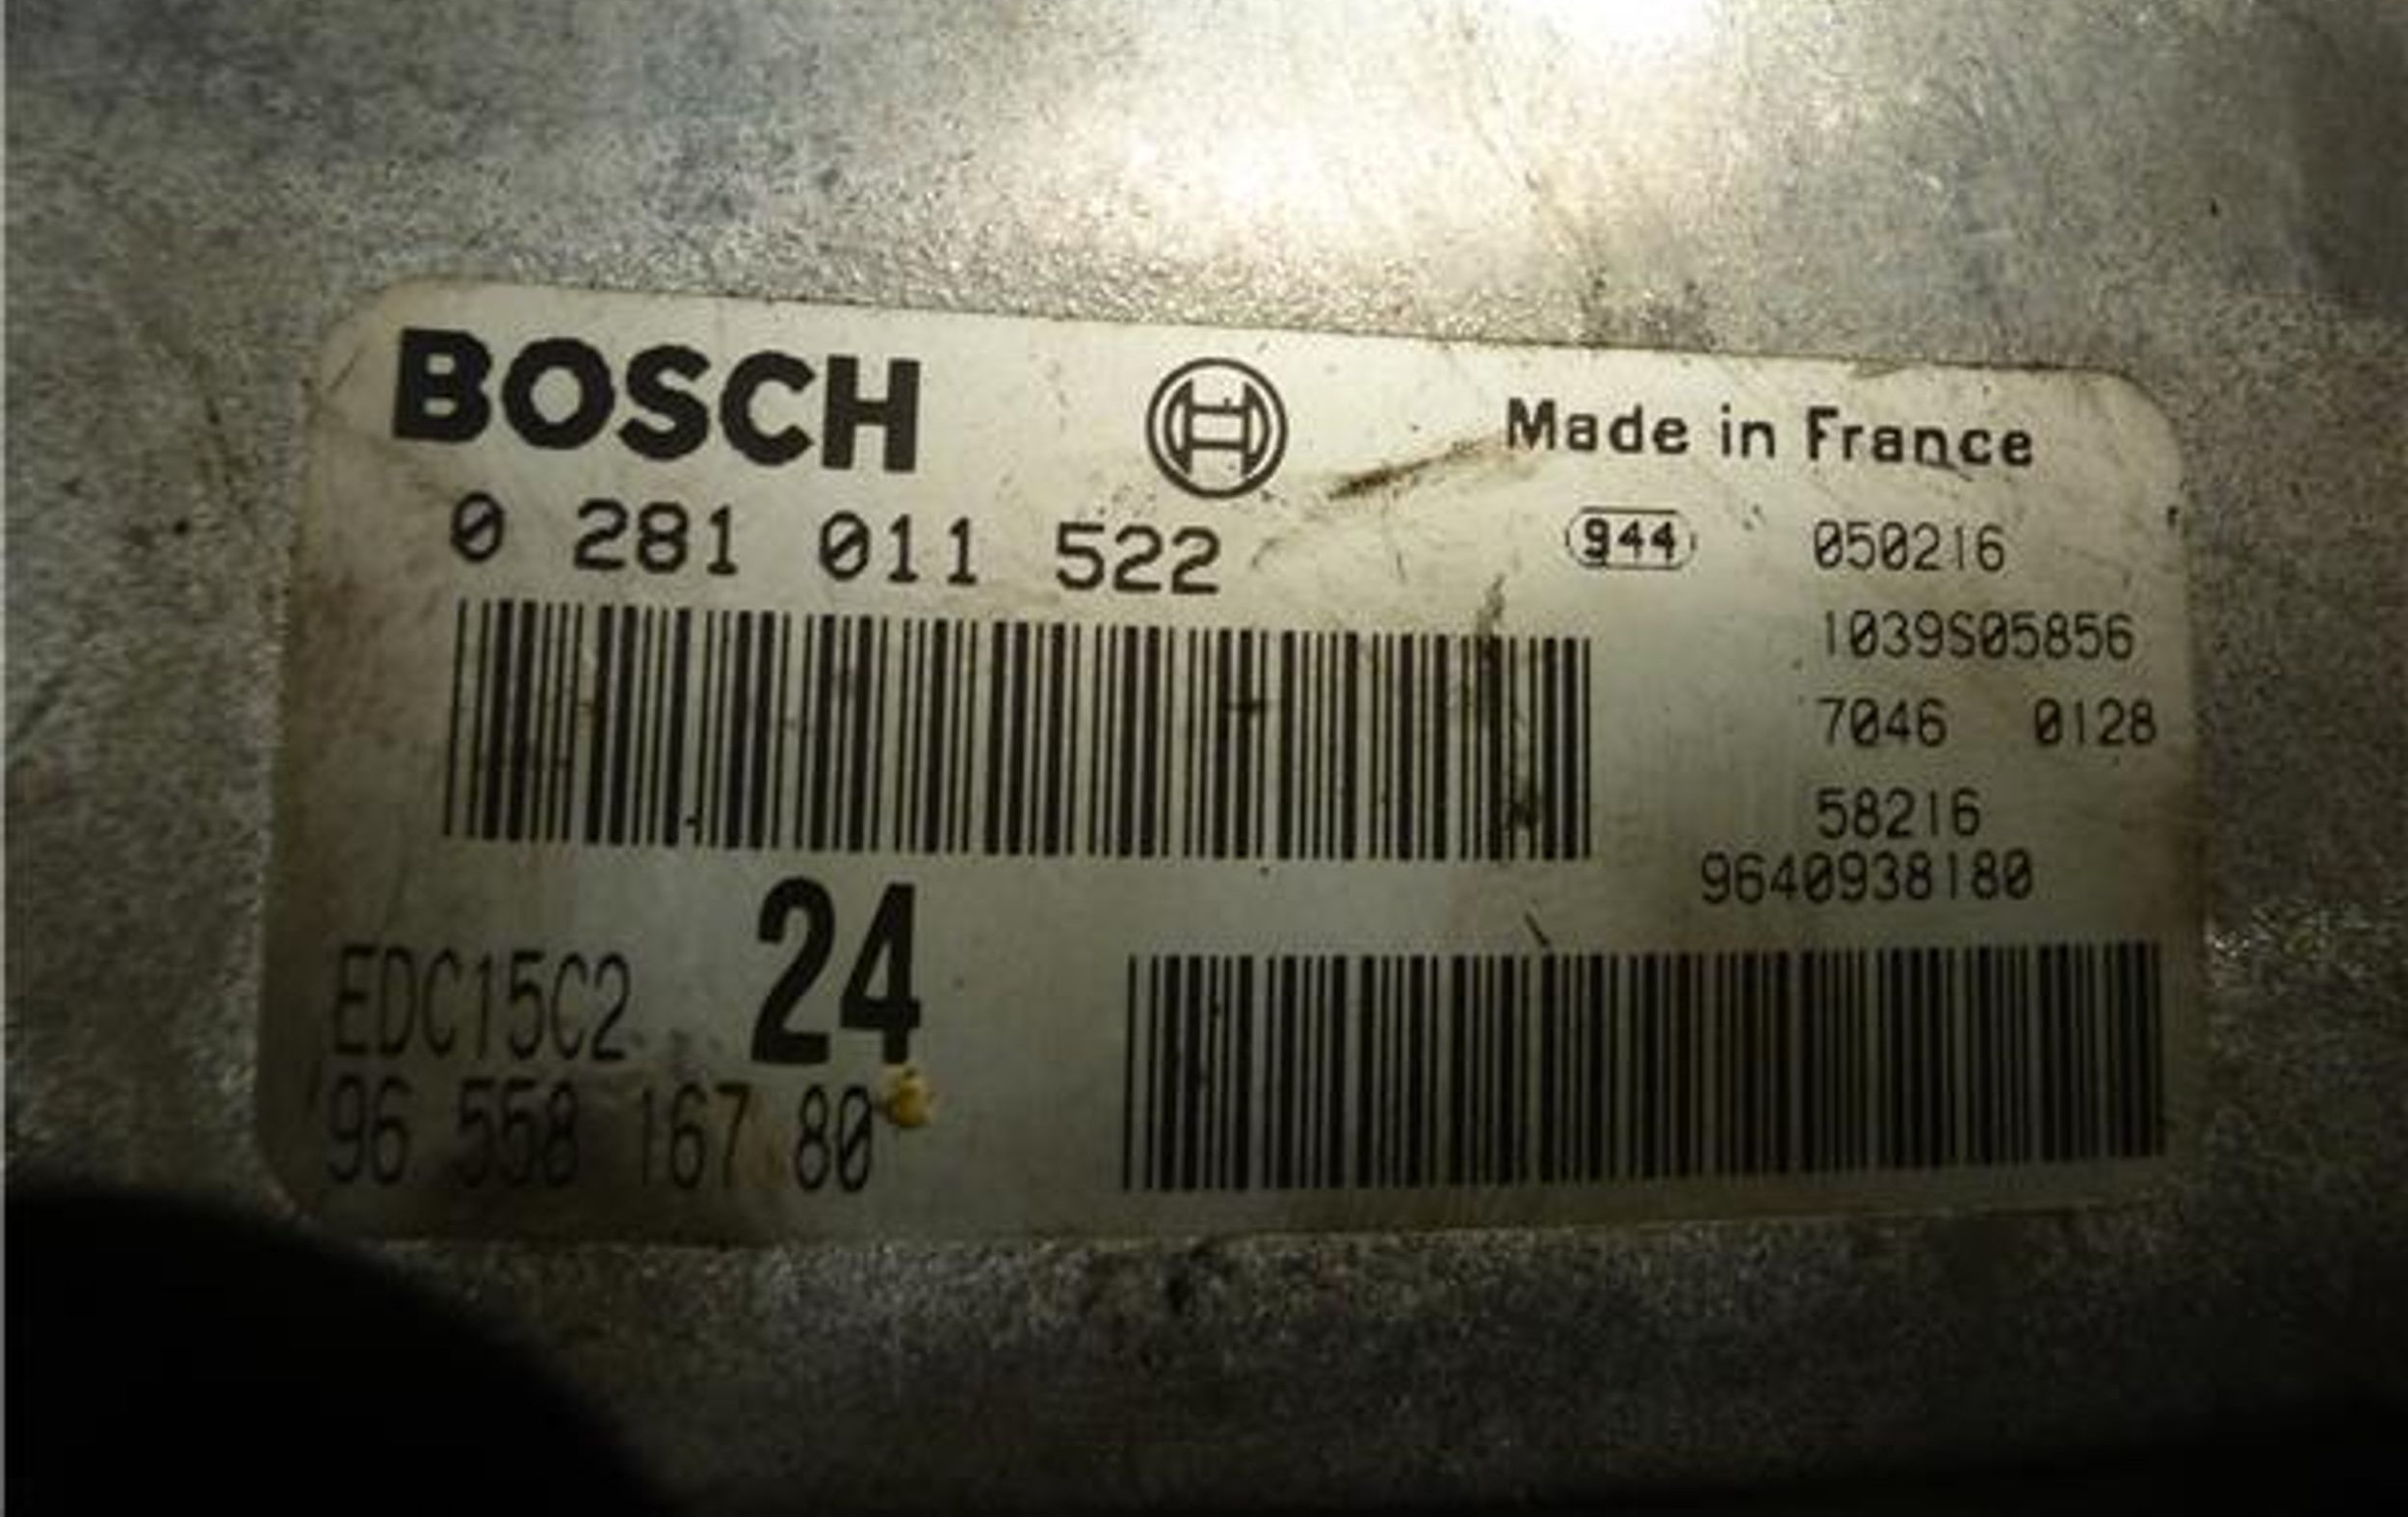 BOSCH
Made in France
0 281 011 522
944 050216
1039S05856
7046 0128
58216
9640938180
24
EDC15C2
96 558 167 80